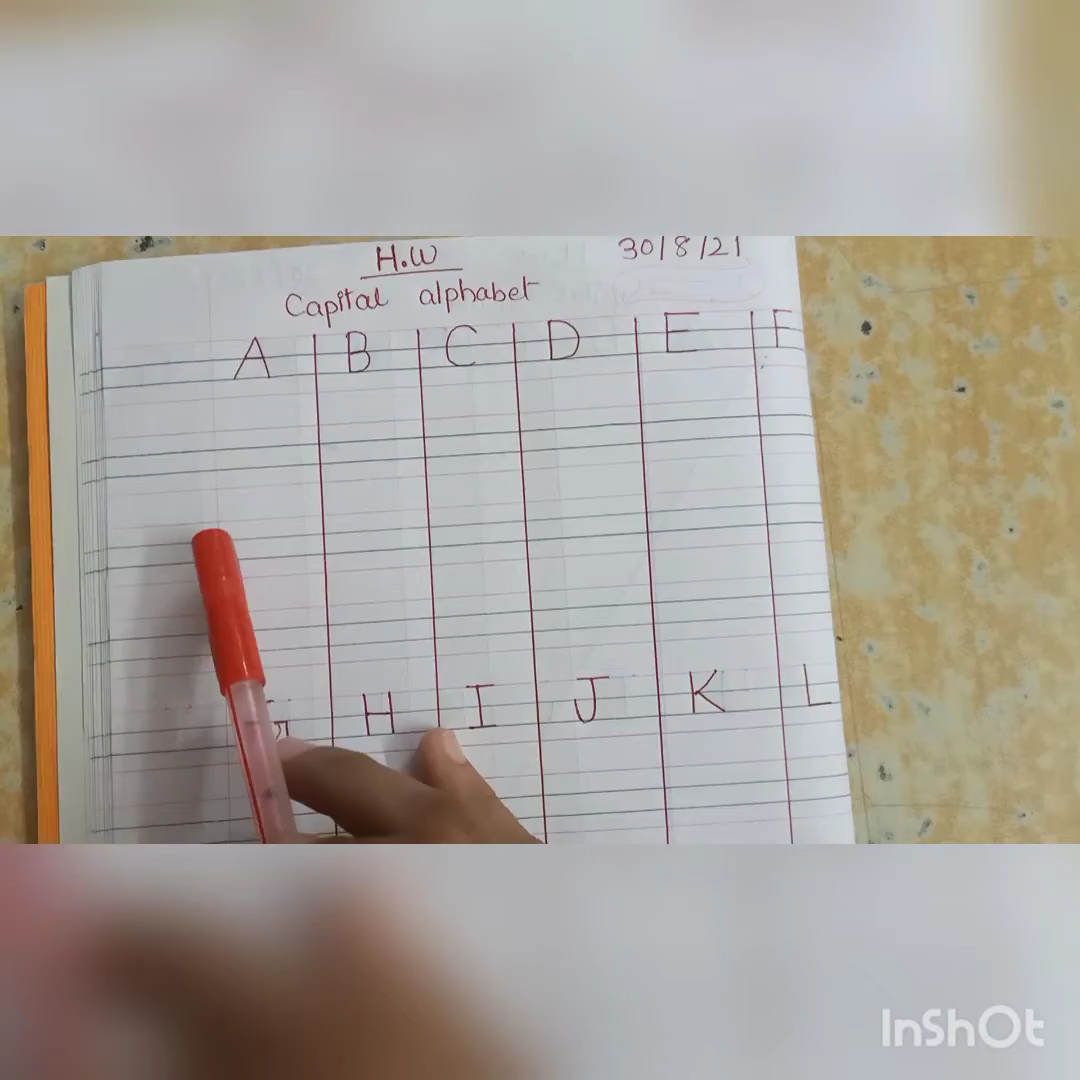 H.W 30/8/21
Capital alphabet
A B C D E F
G H I J K L
InShOt